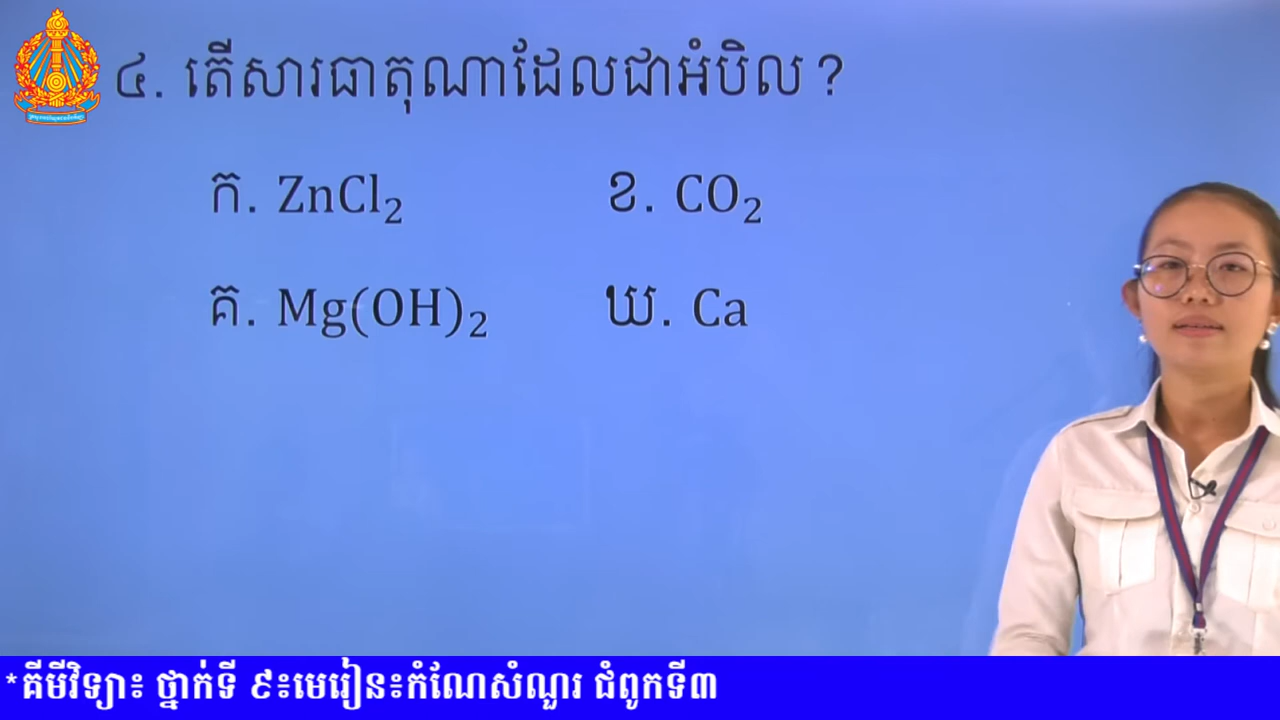 ៤. តើសារធាតុណាដែលជាអំបិល ?
ក. ZnCl₂ ខ. CO₂
គ. Mg(OH)₂ ឃ. Ca
*គីមីវិទ្យា៖ ថ្នាក់ទី ៩៖មេរៀន៖កំណែសំណួរ ជំពូកទី៣